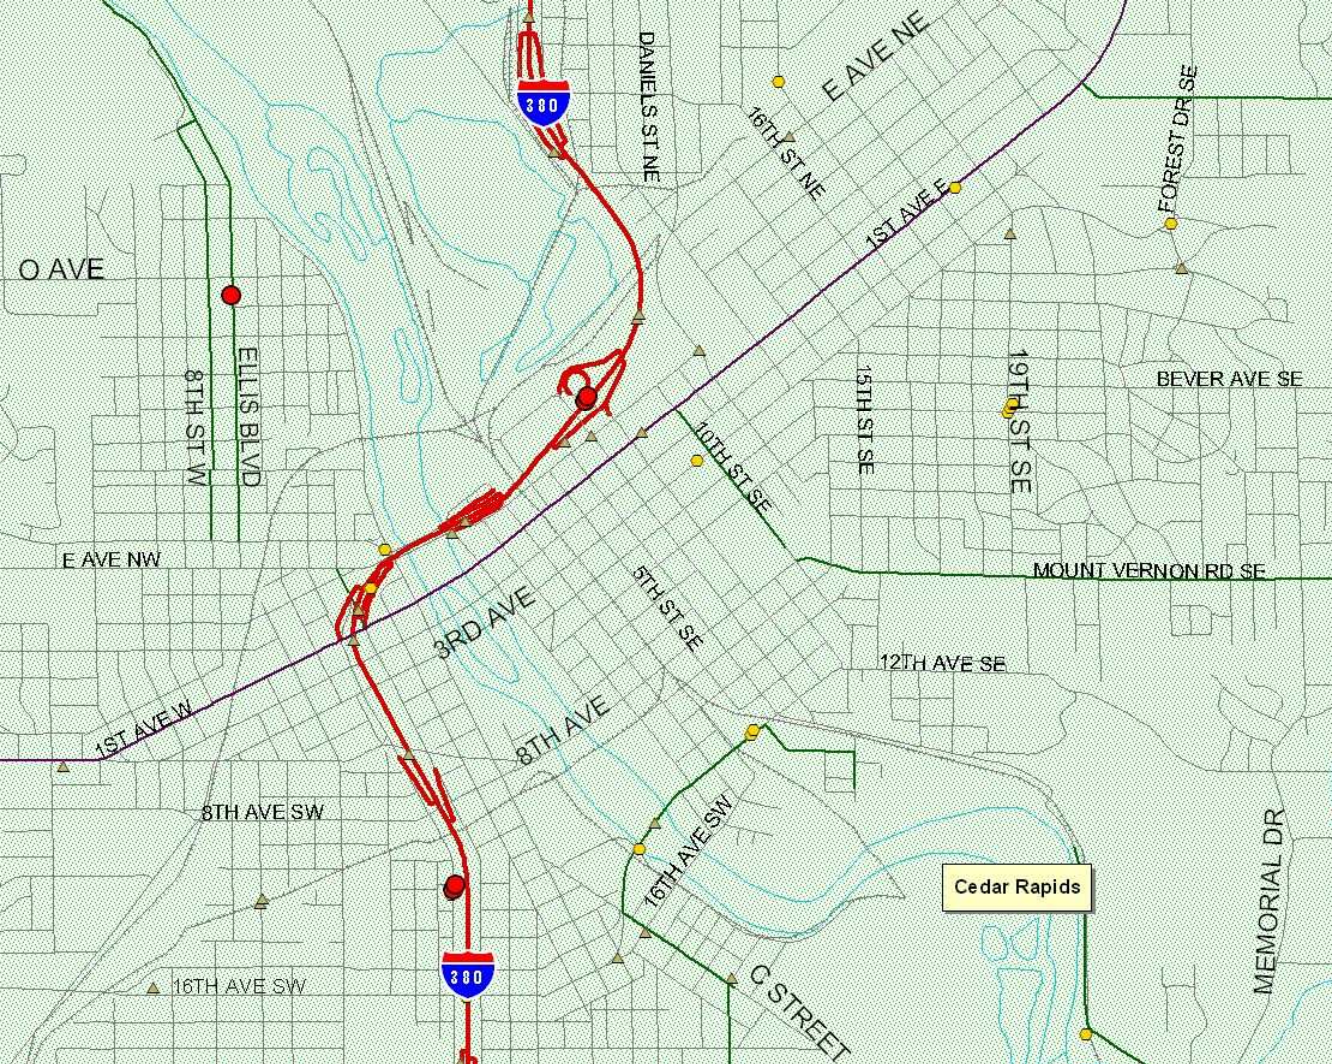 DANIELS ST NE
E AVE NE
FOREST DR SE
380
16TH ST NE
1ST AVE E
O AVE
8TH ST W
ELLIS BLVD
15TH ST SE
19TH ST SE
BEVER AVE SE
10TH ST SE
E AVE NW
MOUNT VERNON RD SE
5TH ST SE
3RD AVE
12TH AVE SE
1ST AVE W
8TH AVE
8TH AVE SW
16TH AVE SW
Cedar Rapids
MEMORIAL DR
380
16TH AVE SW
C STREET